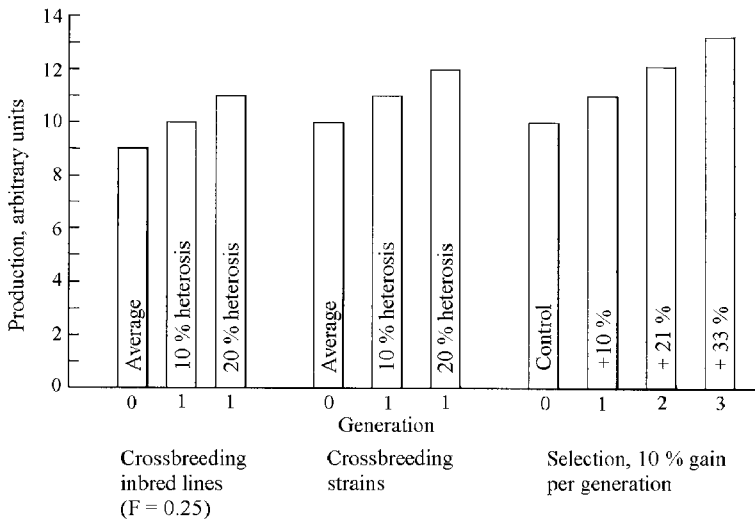 Production, arbitrary units
14
12
10
8
6
4
2
0
Average
10 % heterosis
20 % heterosis
Average
10 % heterosis
20 % heterosis
Control
+10 %
+ 21 %
+ 33 %
0 1 1 0 1 1 0 1 2 3
Generation
Crossbreeding
inbred lines
(F = 0.25)
Crossbreeding
strains
Selection, 10 % gain
per generation